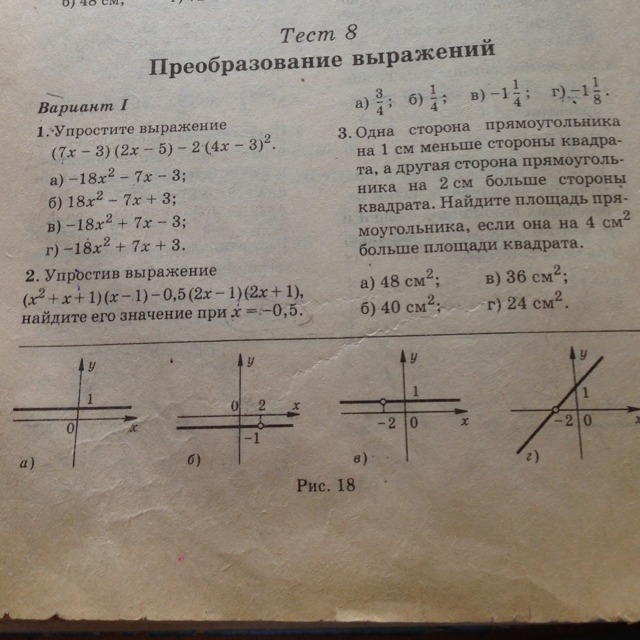 б) 48 см;
Тест 8
Преобразование выражений
Вариант I
1. Упростите выражение
(7x − 3)(2x − 5) − 2(4x − 3)².
а) −18x² − 7x − 3;
б) 18x² − 7x + 3;
в) −18x² + 7x − 3;
г) −18x² + 7x + 3.
2. Упростив выражение
(x² + x + 1)(x − 1) − 0,5(2x − 1)(2x + 1),
найдите его значение при x = −0,5.
а) 3/4; б) 1/4; в) −1 1/4; г) −1 1/8.
3. Одна сторона прямоугольника
на 1 см меньше стороны квадра-
та, а другая сторона прямоуголь-
ника на 2 см больше стороны
квадрата. Найдите площадь пря-
моугольника, если она на 4 см²
больше площади квадрата.
а) 48 см²; в) 36 см²;
б) 40 см²; г) 24 см².
y
1
0
x
а)
y
0 2
x
−1
б)
y
1
−2 0
x
в)
y
1
−2 0
x
г)
Рис. 18